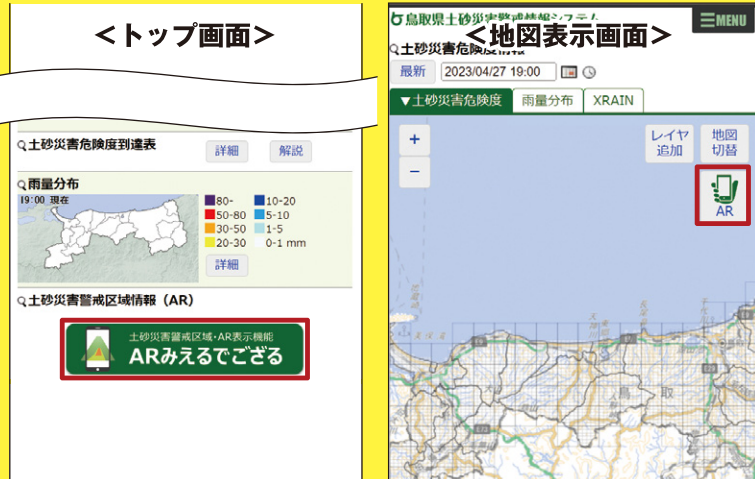 ＜トップ画面＞
土砂災害危険度到達表
詳細
解説
雨量分布
19:00 現在
80-
10-20
50-80
5-10
30-50
1-5
20-30
0-1 mm
詳細
土砂災害警戒区域情報（AR）
土砂災害警戒区域・AR表示機能
ARみえるでござる
＜地図表示画面＞
鳥取県土砂災害警戒情報システム
MENU
土砂災害危険度情報
最新
2023/04/27 19:00
▼土砂災害危険度
雨量分布
XRAIN
+
−
レイヤ
追加
地図
切替
AR
鳥
取